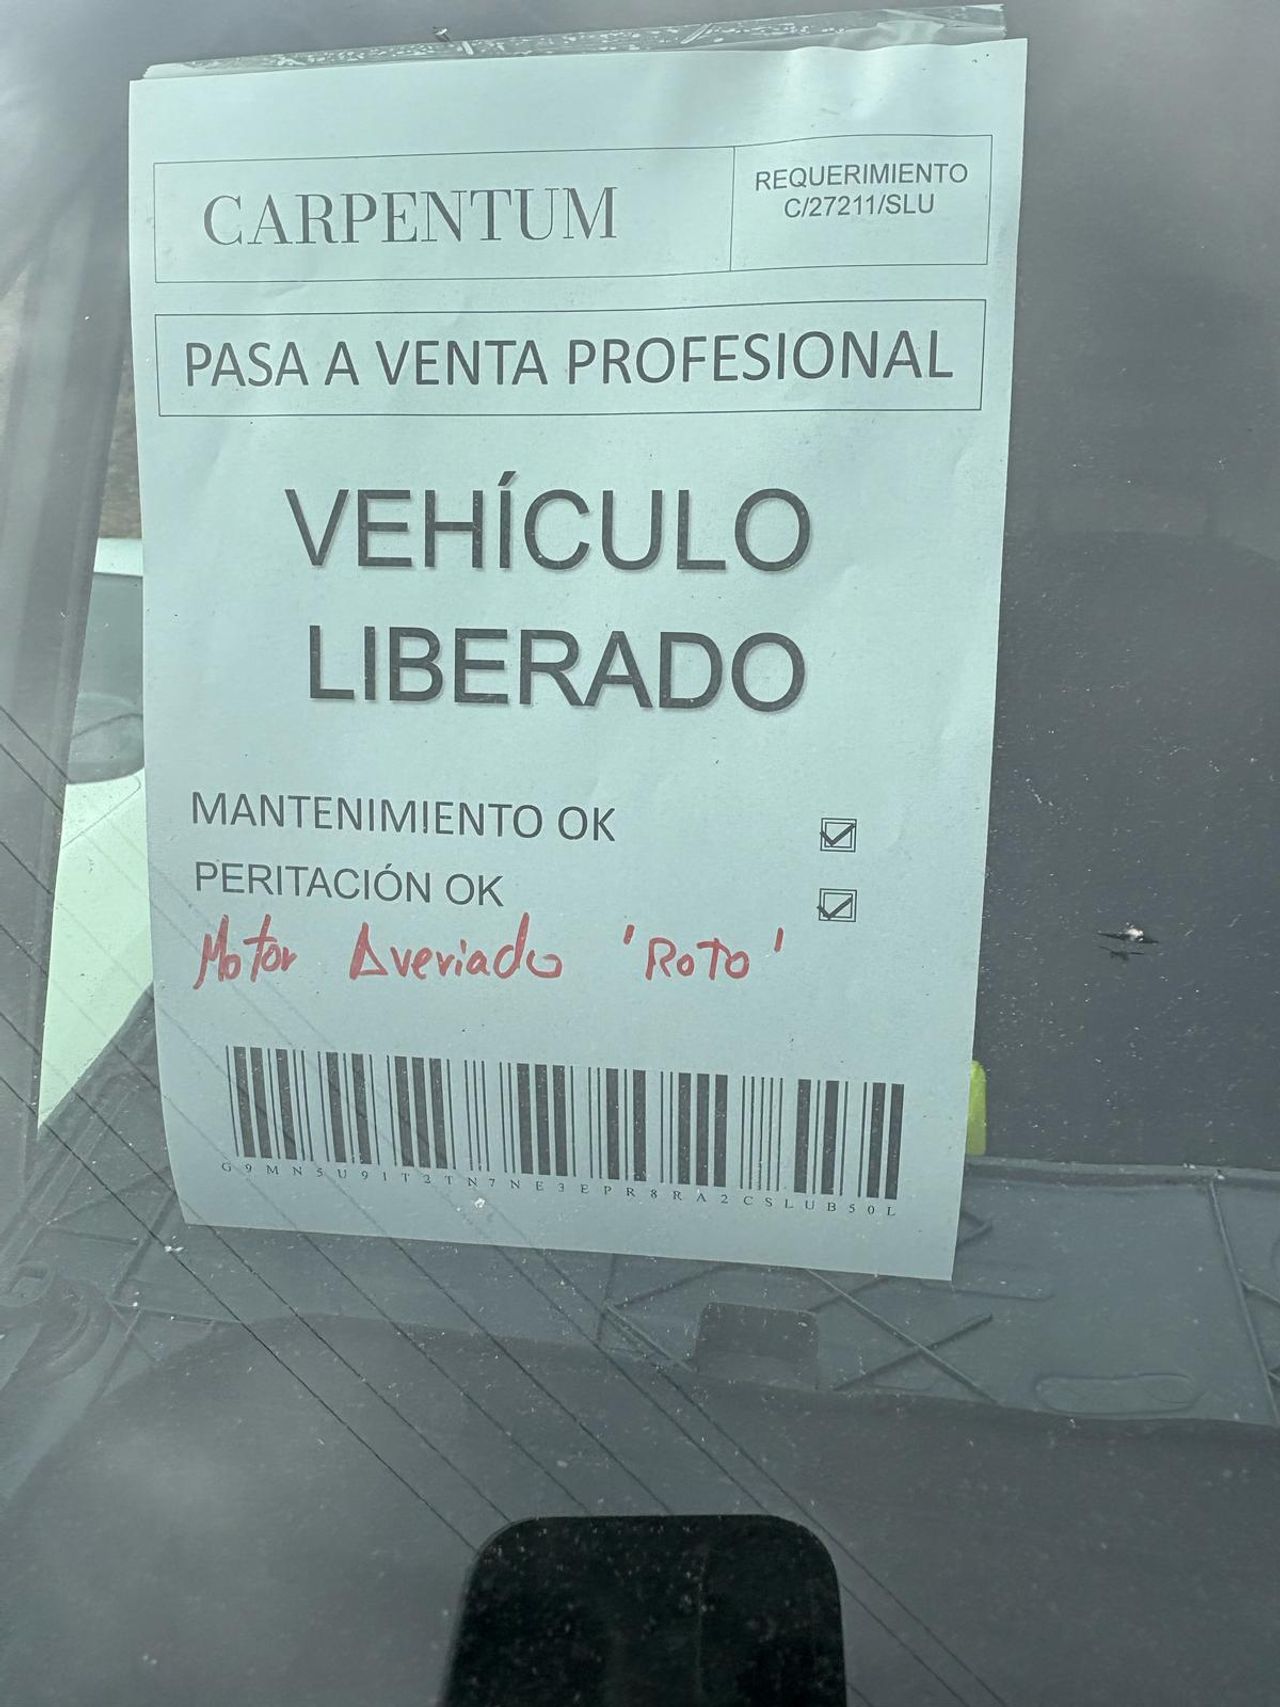 CARPENTUM
REQUERIMIENTO
C/27211/SLU
PASA A VENTA PROFESIONAL
VEHÍCULO
LIBERADO
MANTENIMIENTO OK
PERITACIÓN OK
Motor Averiado 'Roto'
G9MN5U91T2TN7NE3EPR8RA2CSLUB50L